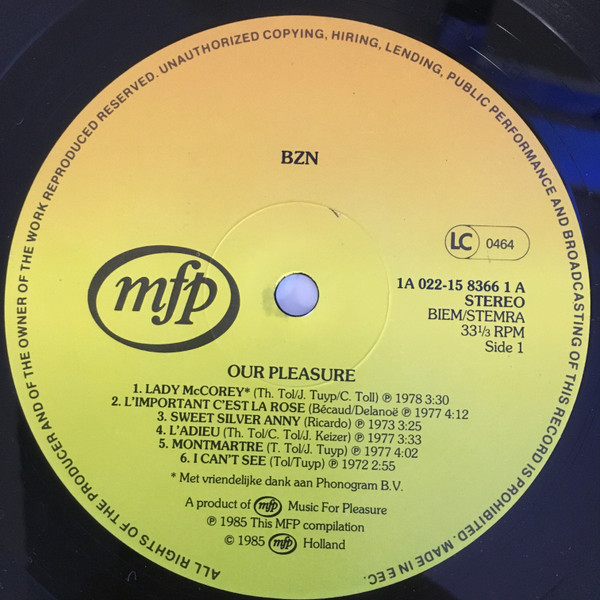 ALL RIGHTS OF THE PRODUCER AND OF THE OWNER OF THE WORK REPRODUCED RESERVED. UNAUTHORIZED COPYING, HIRING, LENDING, PUBLIC PERFORMANCE AND BROADCASTING OF THIS RECORD IS PROHIBITED. MADE IN EEC.
BZN
LC 0464
mfp
1A 022-15 8366 1 A
STEREO
BIEM/STEMRA
33 1/3 RPM
Side 1
OUR PLEASURE
1. LADY McCOREY* (Th. Tol/J. Tuyp/C. Toll) ℗ 1978 3:30
2. L'IMPORTANT C'EST LA ROSE (Bécaud/Delanoë ℗ 1977 4:12
3. SWEET SILVER ANNY (Ricardo) ℗ 1973 3:25
4. L'ADIEU (Th. Tol/C. Tol/J. Keizer) ℗ 1977 3:33
5. MONTMARTRE (T. Tol/J. Tuyp) ℗ 1977 4:02
6. I CAN'T SEE (Tol/Tuyp) ℗ 1972 2:55
* Met vriendelijke dank aan Phonogram B.V.
A product of mfp Music For Pleasure
℗ 1985 This MFP compilation
© 1985 mfp Holland